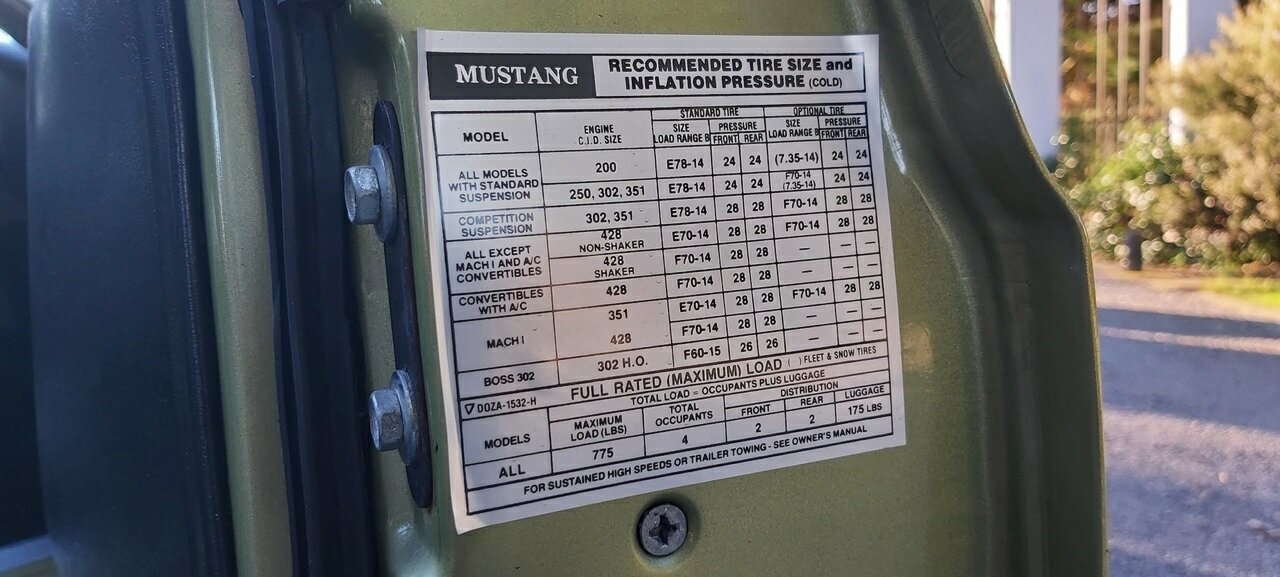 MUSTANG
RECOMMENDED TIRE SIZE and
INFLATION PRESSURE (COLD)
MODEL
ENGINE
C.I.D. SIZE
STANDARD TIRE
OPTIONAL TIRE
SIZE
LOAD RANGE B
PRESSURE
FRONT REAR
SIZE
LOAD RANGE B
PRESSURE
FRONT REAR
ALL MODELS
WITH STANDARD
SUSPENSION
200 E78-14 24 24 (7.35-14) 24 24
250, 302, 351 E78-14 24 24 F70-14 (7.35-14) 24 24
COMPETITION
SUSPENSION
302, 351 E78-14 28 28 F70-14 28 28
ALL EXCEPT
MACH I AND A/C
CONVERTIBLES
428
NON-SHAKER
E70-14 28 28 F70-14 28 28
428
SHAKER
F70-14 28 28 — — —
CONVERTIBLES
WITH A/C
428 F70-14 28 28 — — —
MACH I
351 E70-14 28 28 F70-14 28 28
428 F70-14 28 28 — — —
BOSS 302 302 H.O. F60-15 26 26 — — —
DOZA-1532-H
FULL RATED (MAXIMUM) LOAD ( ) FLEET & SNOW TIRES
TOTAL LOAD = OCCUPANTS PLUS LUGGAGE
MODELS
MAXIMUM
LOAD (LBS)
TOTAL
OCCUPANTS
DISTRIBUTION
FRONT REAR LUGGAGE
ALL 775 4 2 2 175 LBS
FOR SUSTAINED HIGH SPEEDS OR TRAILER TOWING - SEE OWNER'S MANUAL